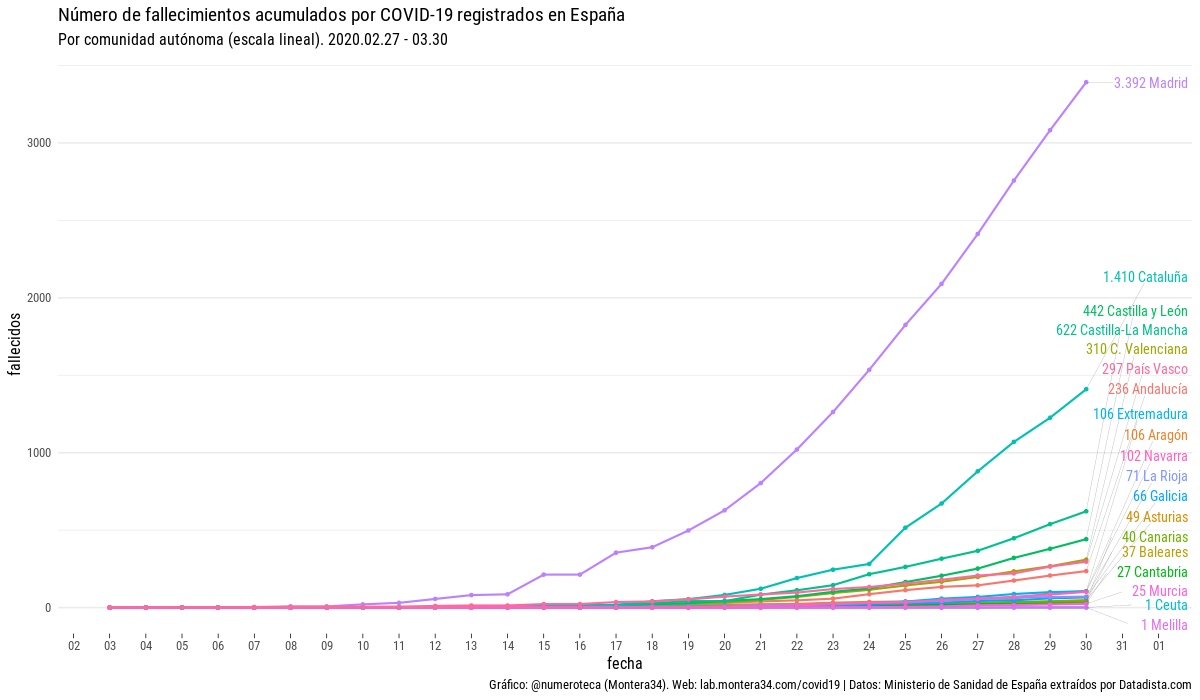 Número de fallecimientos acumulados por COVID-19 registrados en España
Por comunidad autónoma (escala lineal). 2020.02.27 - 03.30
fallecidos
3000
2000
1000
0
3.392 Madrid
1.410 Cataluña
442 Castilla y León
622 Castilla-La Mancha
310 C. Valenciana
297 País Vasco
236 Andalucía
106 Extremadura
106 Aragón
102 Navarra
71 La Rioja
66 Galicia
49 Asturias
40 Canarias
37 Baleares
27 Cantabria
25 Murcia
1 Ceuta
1 Melilla
02 03 04 05 06 07 08 09 10 11 12 13 14 15 16 17 18 19 20 21 22 23 24 25 26 27 28 29 30 31 01
fecha
Gráfico: @numeroteca (Montera34). Web: lab.montera34.com/covid19 | Datos: Ministerio de Sanidad de España extraídos por Datadista.com